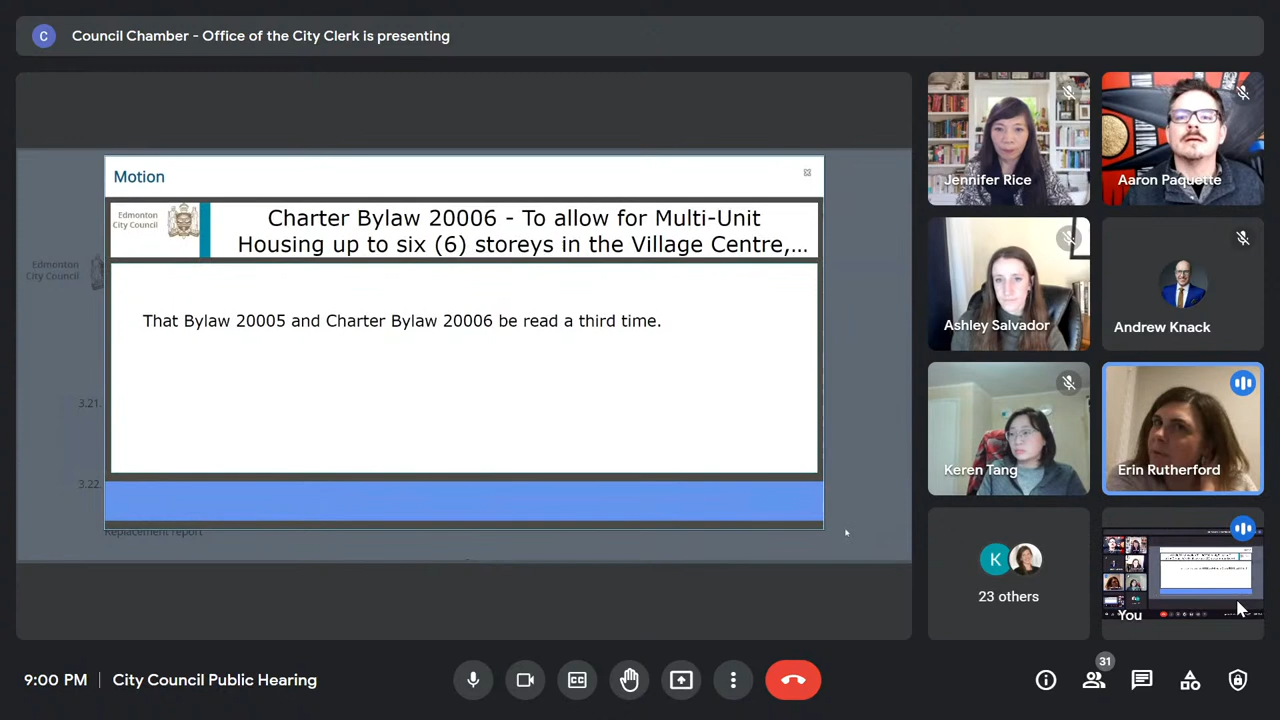 C
Council Chamber - Office of the City Clerk is presenting
Motion
Edmonton
City Council
Charter Bylaw 20006 - To allow for Multi-Unit
Housing up to six (6) storeys in the Village Centre,...
Edmonton
City Council
That Bylaw 20005 and Charter Bylaw 20006 be read a third time.
3.21.
3.22.
Replacement report
Jennifer Rice
Aaron Paquette
Ashley Salvador
Andrew Knack
Keren Tang
Erin Rutherford
K
23 others
You
9:00 PM
City Council Public Hearing
CC
31